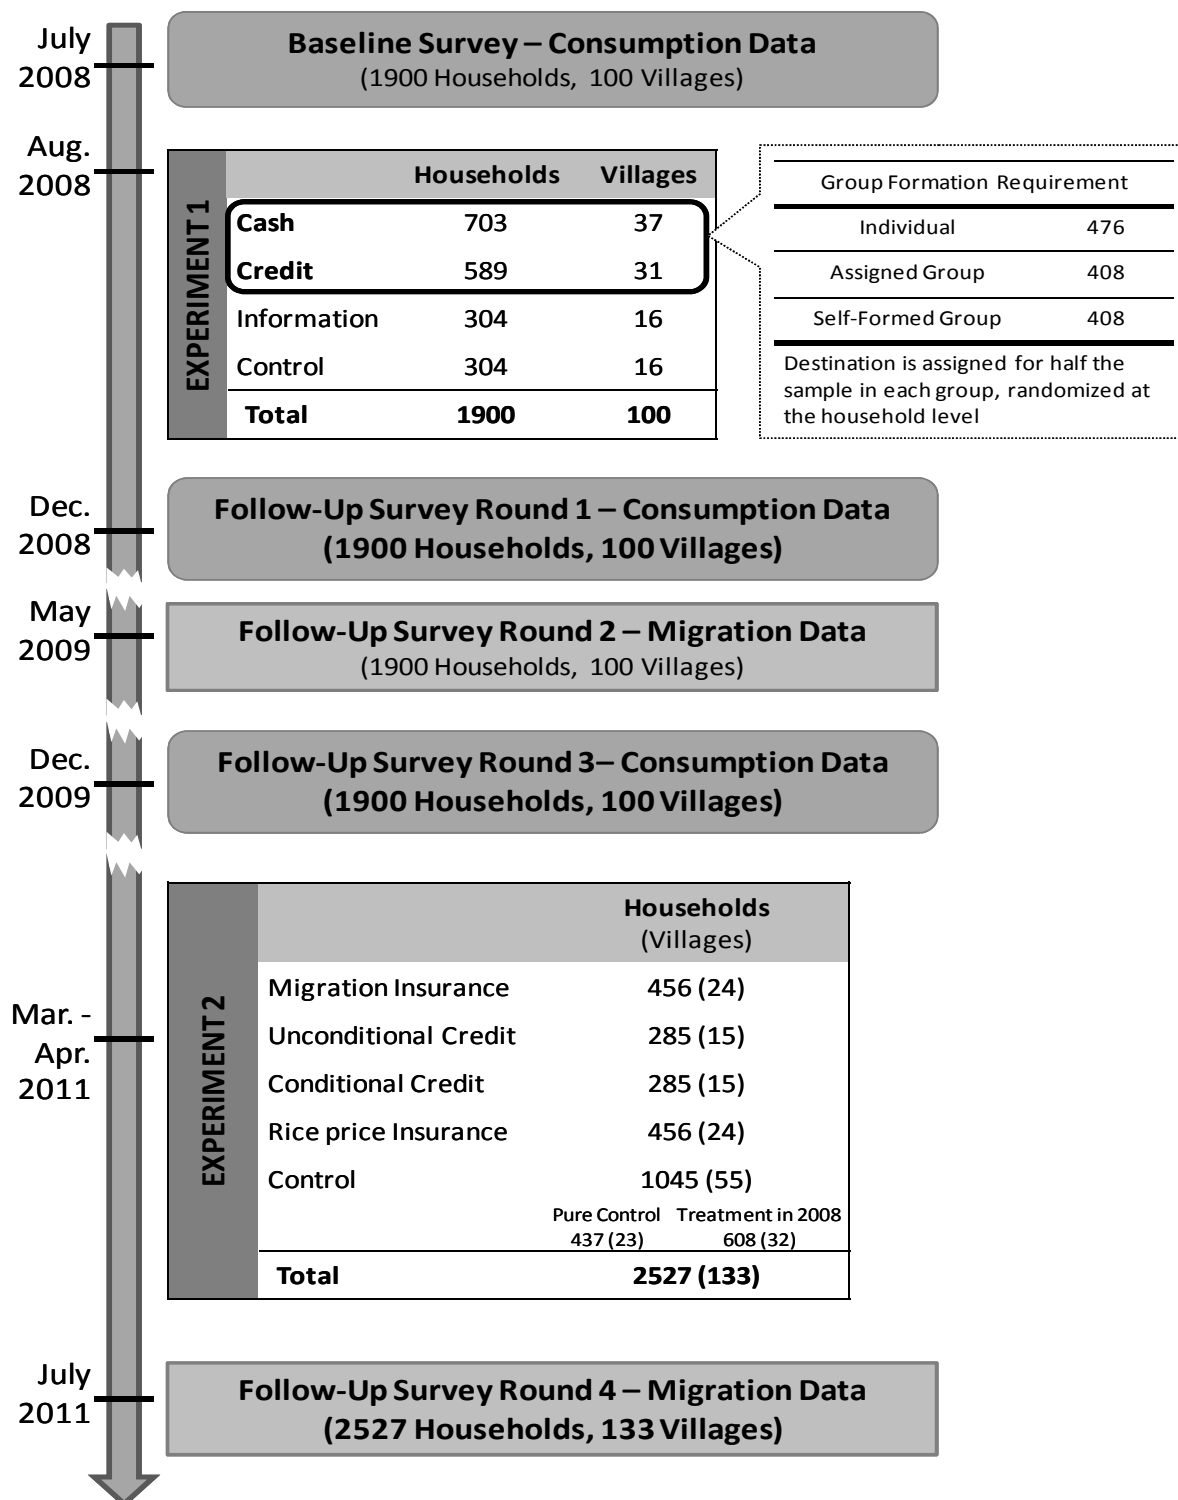 July
2008
Baseline Survey – Consumption Data
(1900 Households, 100 Villages)
Aug.
2008
EXPERIMENT 1
Households Villages
Cash 703 37
Credit 589 31
Information 304 16
Control 304 16
Total 1900 100
Group Formation Requirement
Individual 476
Assigned Group 408
Self-Formed Group 408
Destination is assigned for half the
sample in each group, randomized at
the household level
Dec.
2008
Follow-Up Survey Round 1 – Consumption Data
(1900 Households, 100 Villages)
May
2009
Follow-Up Survey Round 2 – Migration Data
(1900 Households, 100 Villages)
Dec.
2009
Follow-Up Survey Round 3– Consumption Data
(1900 Households, 100 Villages)
Mar. -
Apr.
2011
EXPERIMENT 2
Households
(Villages)
Migration Insurance 456 (24)
Unconditional Credit 285 (15)
Conditional Credit 285 (15)
Rice price Insurance 456 (24)
Control 1045 (55)
Pure Control Treatment in 2008
437 (23) 608 (32)
Total 2527 (133)
July
2011
Follow-Up Survey Round 4 – Migration Data
(2527 Households, 133 Villages)